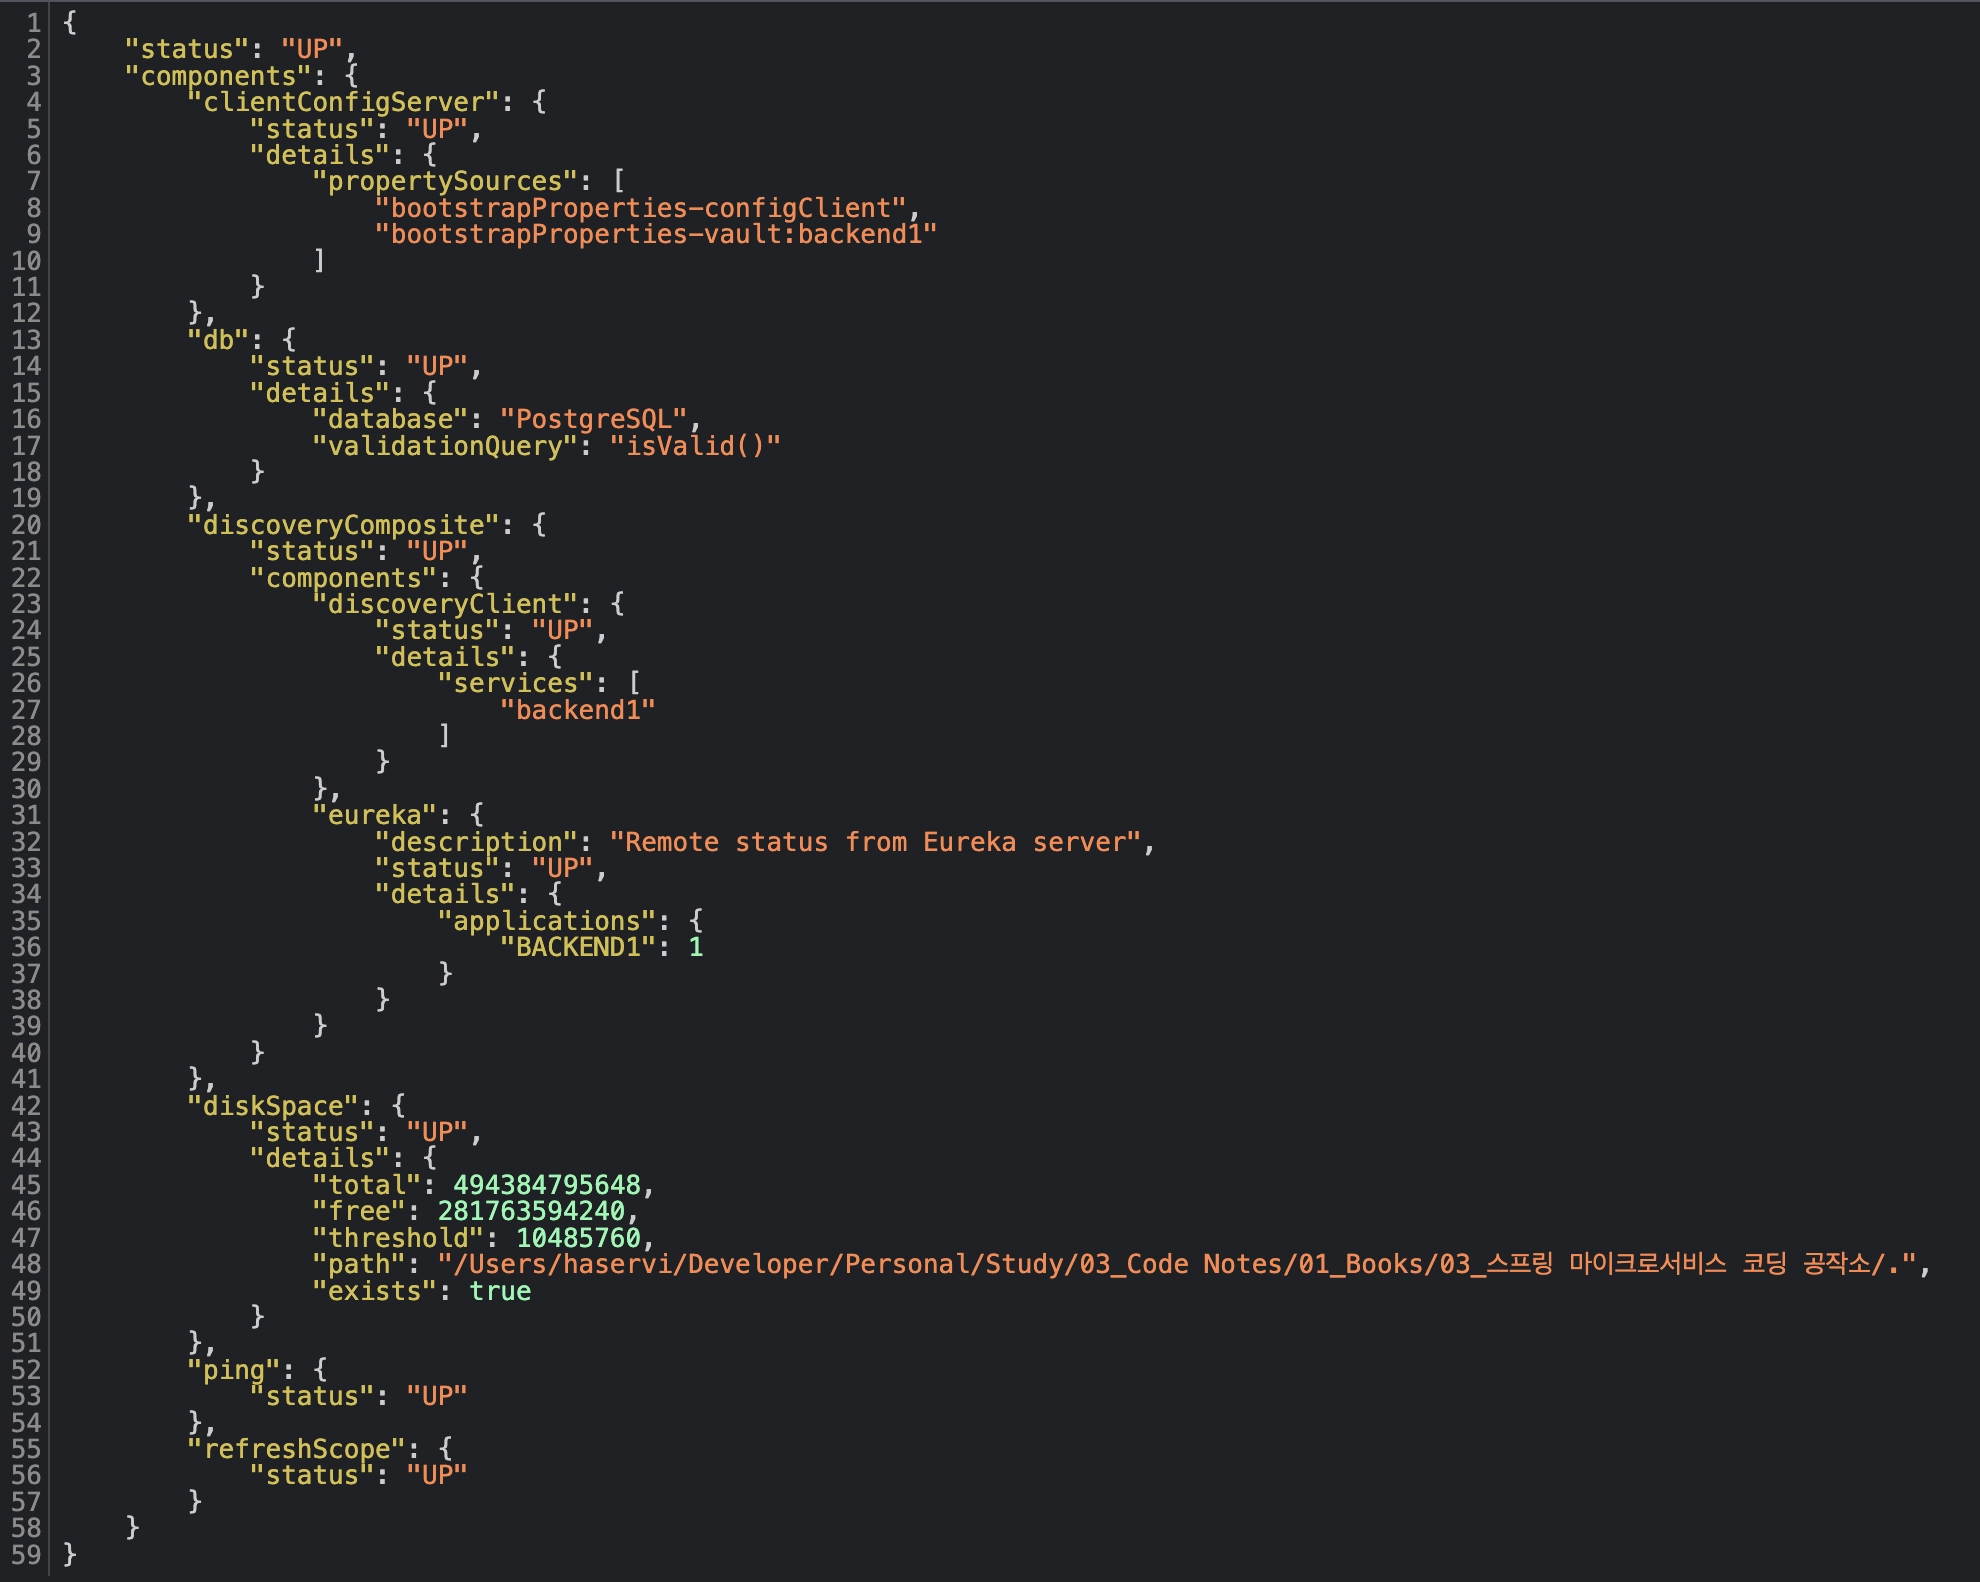 1 {
2     "status": "UP",
3     "components": {
4         "clientConfigServer": {
5             "status": "UP",
6             "details": {
7                 "propertySources": [
8                     "bootstrapProperties-configClient",
9                     "bootstrapProperties-vault:backend1"
10                 ]
11             }
12         },
13         "db": {
14             "status": "UP",
15             "details": {
16                 "database": "PostgreSQL",
17                 "validationQuery": "isValid()"
18             }
19         },
20         "discoveryComposite": {
21             "status": "UP",
22             "components": {
23                 "discoveryClient": {
24                     "status": "UP",
25                     "details": {
26                         "services": [
27                             "backend1"
28                         ]
29                     }
30                 },
31                 "eureka": {
32                     "description": "Remote status from Eureka server",
33                     "status": "UP",
34                     "details": {
35                         "applications": {
36                             "BACKEND1": 1
37                         }
38                     }
39                 }
40             }
41         },
42         "diskSpace": {
43             "status": "UP",
44             "details": {
45                 "total": 494384795648,
46                 "free": 281763594240,
47                 "threshold": 10485760,
48                 "path": "/Users/haservi/Developer/Personal/Study/03_Code Notes/01_Books/03_스프링 마이크로서비스 코딩 공작소/.",
49                 "exists": true
50             }
51         },
52         "ping": {
53             "status": "UP"
54         },
55         "refreshScope": {
56             "status": "UP"
57         }
58     }
59 }